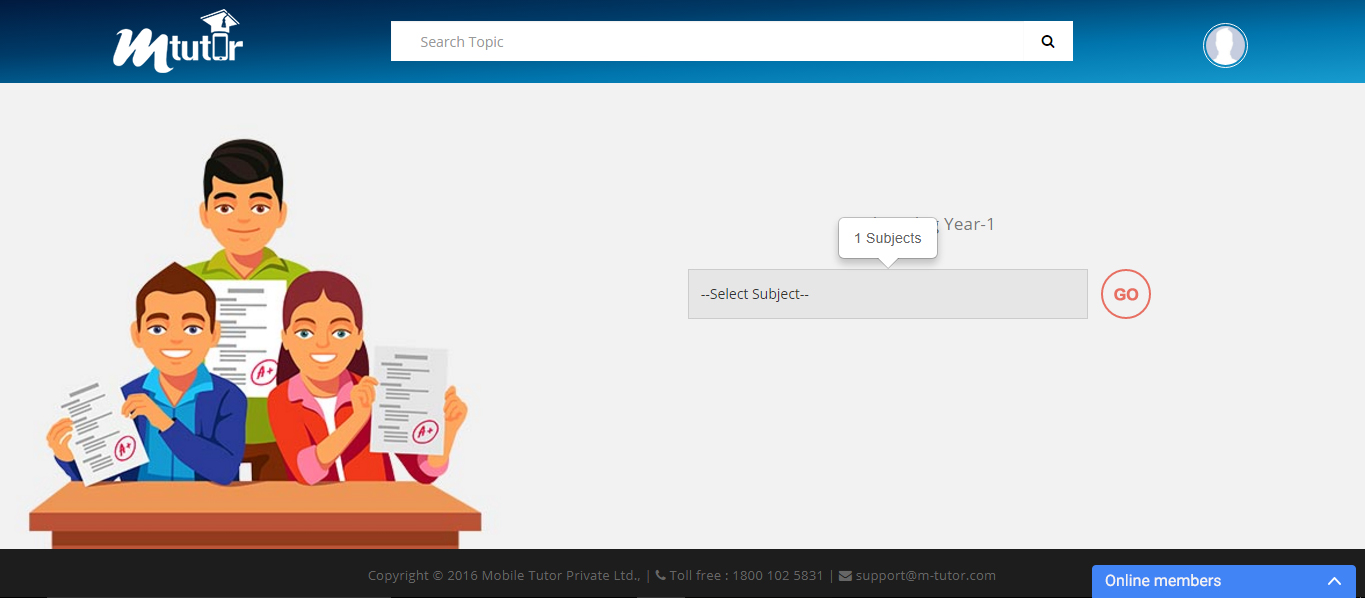 Mtutor
Search Topic
Year-1
1 Subjects
--Select Subject--
GO
A+
A+
A+
Copyright © 2016 Mobile Tutor Private Ltd., | Toll free : 1800 102 5831 | support@m-tutor.com
Online members